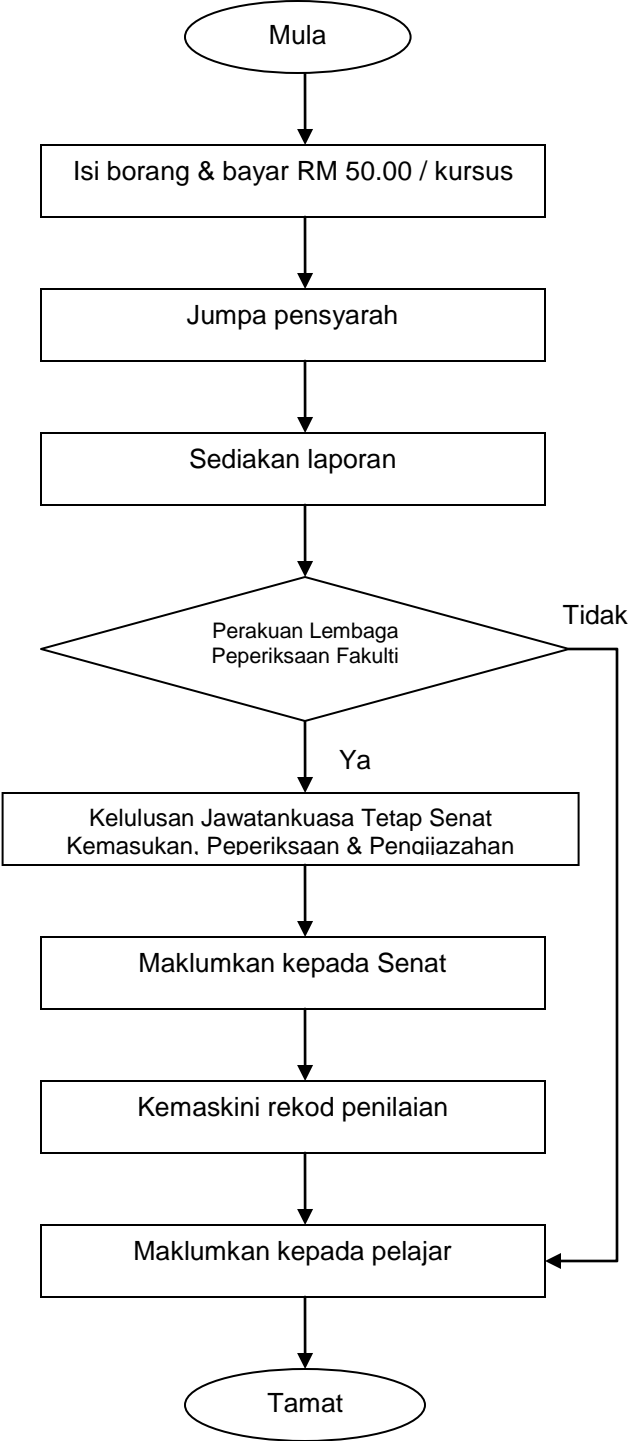 Mula
Isi borang & bayar RM 50.00 / kursus
Jumpa pensyarah
Sediakan laporan
Perakuan Lembaga
Peperiksaan Fakulti
Tidak
Ya
Kelulusan Jawatankuasa Tetap Senat
Kemasukan, Peperiksaan & Pengijazahan
Maklumkan kepada Senat
Kemaskini rekod penilaian
Maklumkan kepada pelajar
Tamat